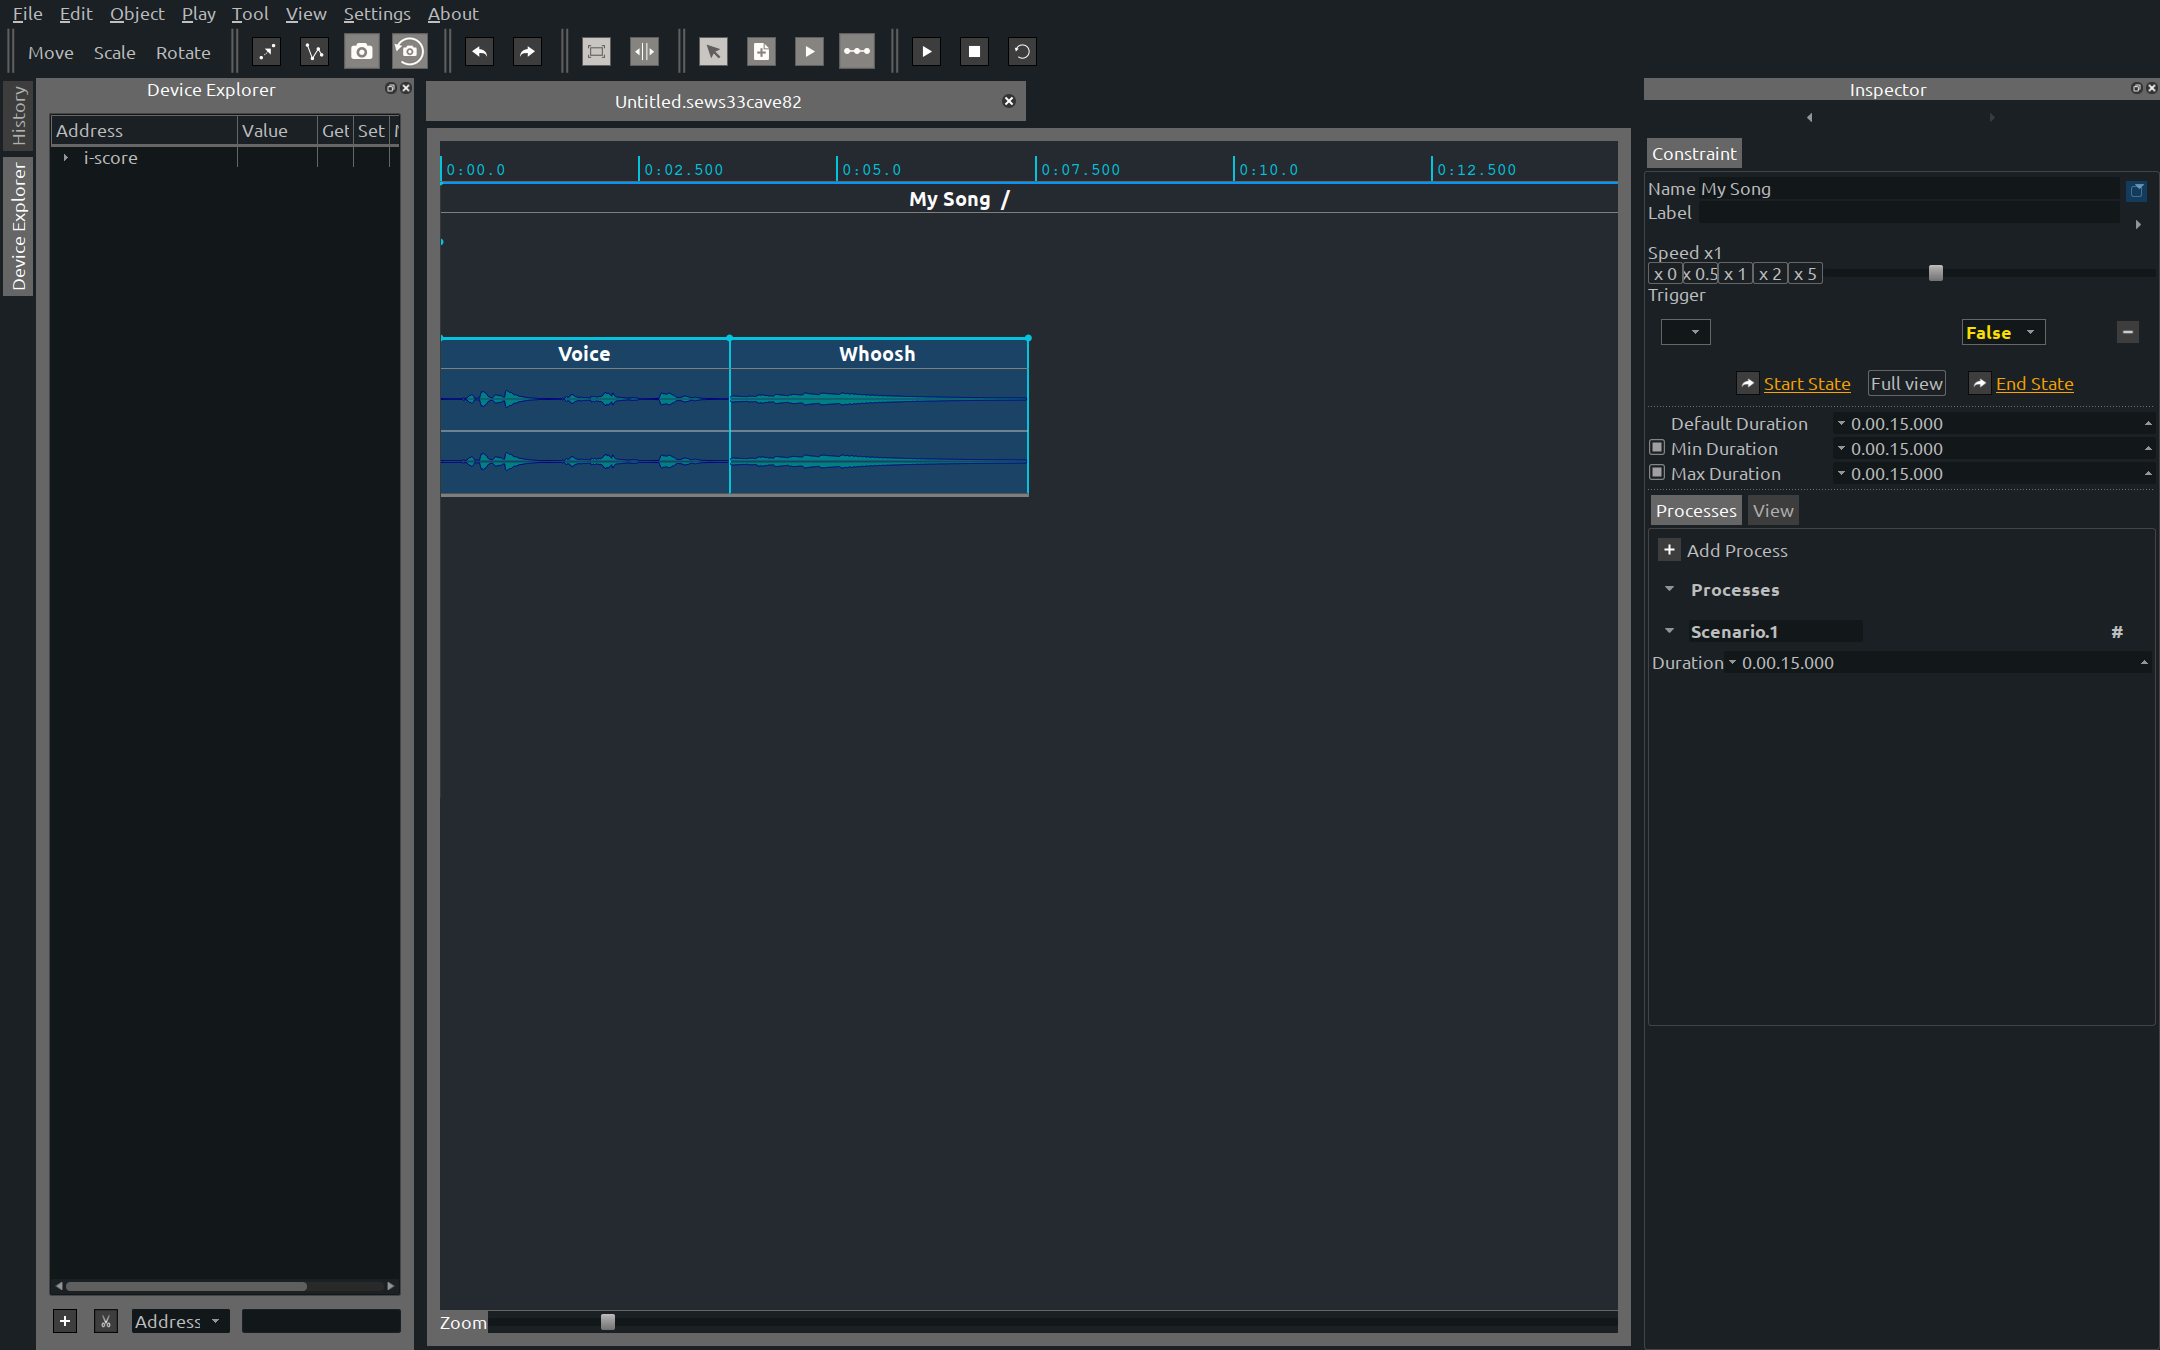 File Edit Object Play Tool View Settings About
Move Scale Rotate
History
Device Explorer
Device Explorer
Address Value Get Set
i-score
Address
Untitled.sews33cave82
0:00.0 0:02.500 0:05.0 0:07.500 0:10.0 0:12.500
My Song /
Voice Whoosh
Zoom
Inspector
Constraint
Name My Song
Label
Speed x1
x 0 x 0.5 x 1 x 2 x 5
Trigger
False
Start State Full view End State
Default Duration 0.00.15.000
Min Duration 0.00.15.000
Max Duration 0.00.15.000
Processes View
+ Add Process
Processes
Scenario.1 #
Duration 0.00.15.000